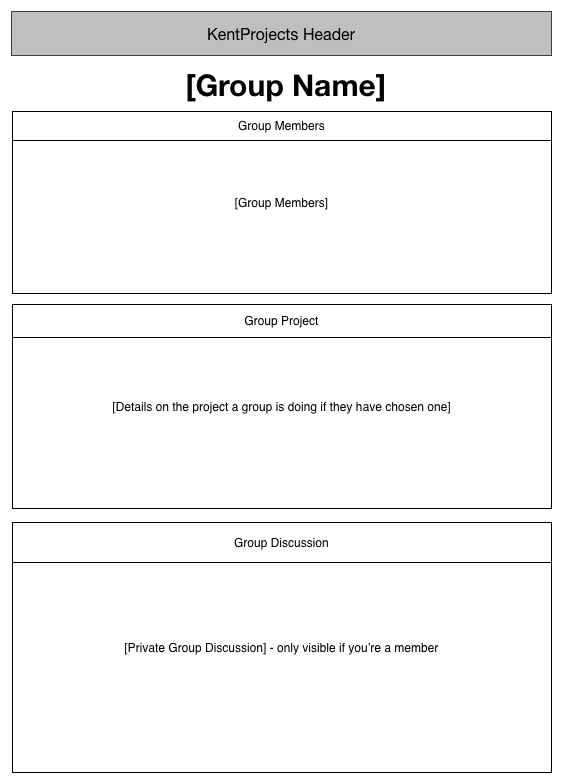 KentProjects Header
[Group Name]
Group Members
[Group Members]
Group Project
[Details on the project a group is doing if they have chosen one]
Group Discussion
[Private Group Discussion] - only visible if you’re a member